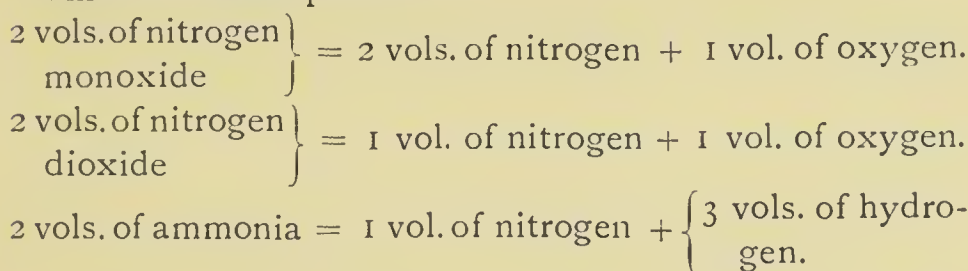 2 vols. of nitrogen monoxide } = 2 vols. of nitrogen + 1 vol. of oxygen.
2 vols. of nitrogen dioxide } = 1 vol. of nitrogen + 1 vol. of oxygen.
2 vols. of ammonia = 1 vol. of nitrogen + { 3 vols. of hydro-
gen.